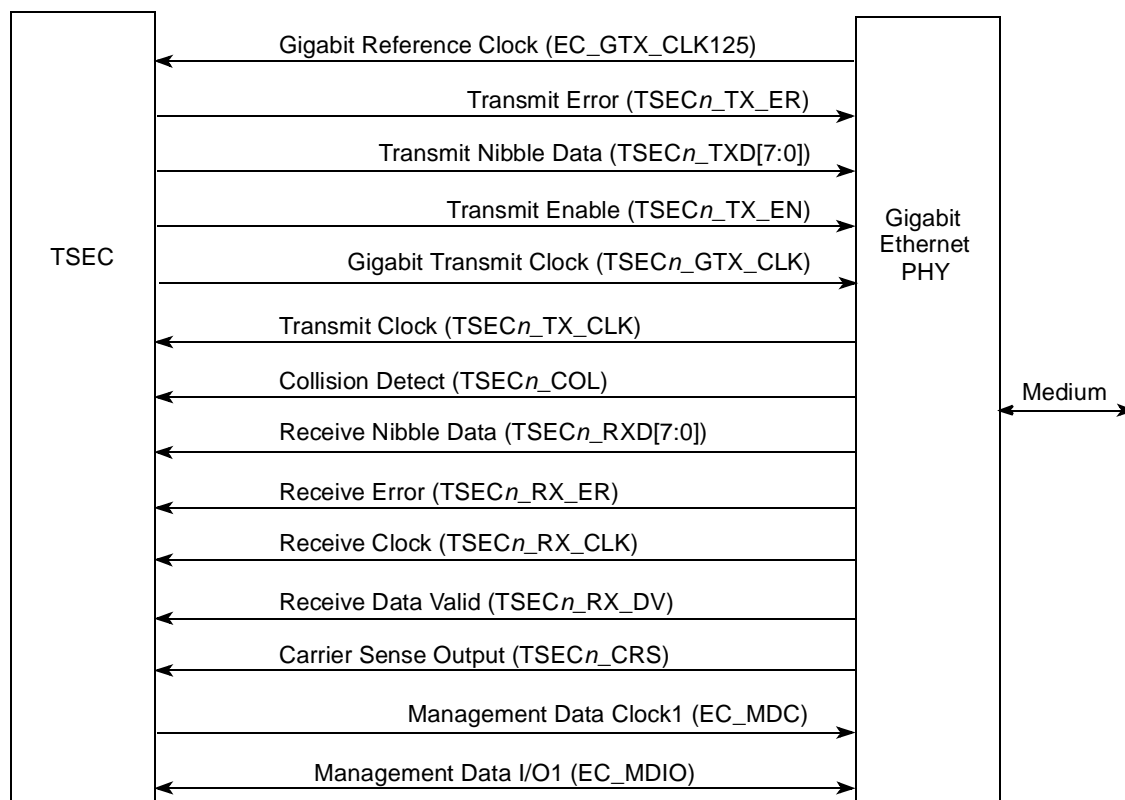 Gigabit Reference Clock (EC_GTX_CLK125)
Transmit Error (TSECn_TX_ER)
Transmit Nibble Data (TSECn_TXD[7:0])
Transmit Enable (TSECn_TX_EN)
Gigabit Transmit Clock (TSECn_GTX_CLK)
TSEC
Gigabit
Ethernet
PHY
Transmit Clock (TSECn_TX_CLK)
Collision Detect (TSECn_COL)
Medium
Receive Nibble Data (TSECn_RXD[7:0])
Receive Error (TSECn_RX_ER)
Receive Clock (TSECn_RX_CLK)
Receive Data Valid (TSECn_RX_DV)
Carrier Sense Output (TSECn_CRS)
Management Data Clock1 (EC_MDC)
Management Data I/O1 (EC_MDIO)